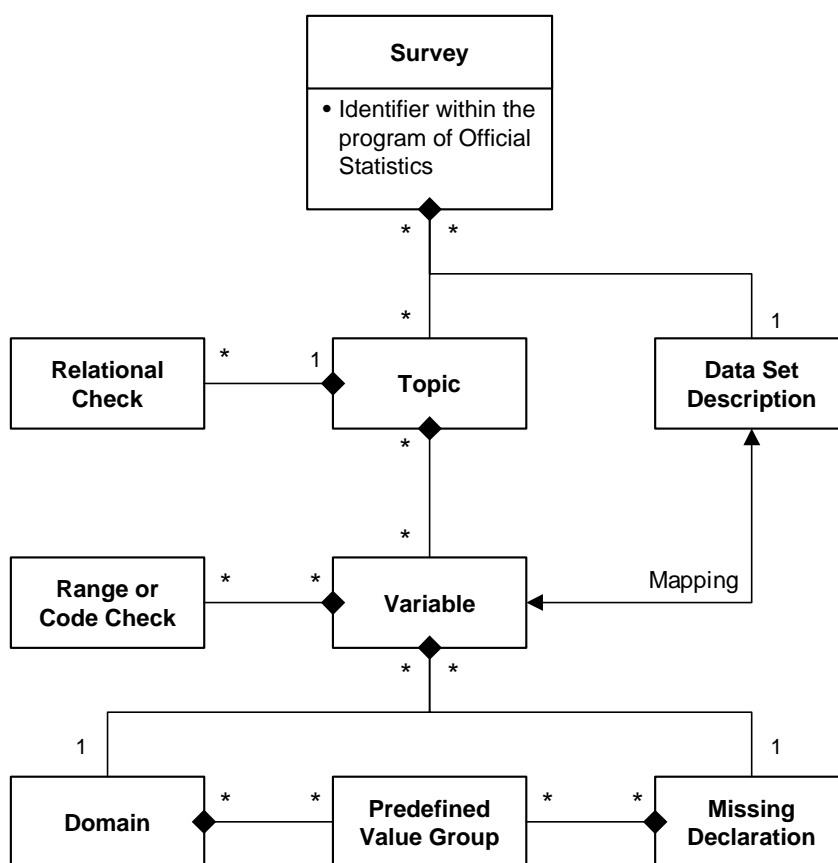 Survey
• Identifier within the
program of Official
Statistics
* *
*
1
Relational
Check
* 1
Topic
Data Set
Description
*
*
Range or
Code Check
* *
Variable
Mapping
* *
1
1
Domain
* *
Predefined
Value Group
* *
Missing
Declaration